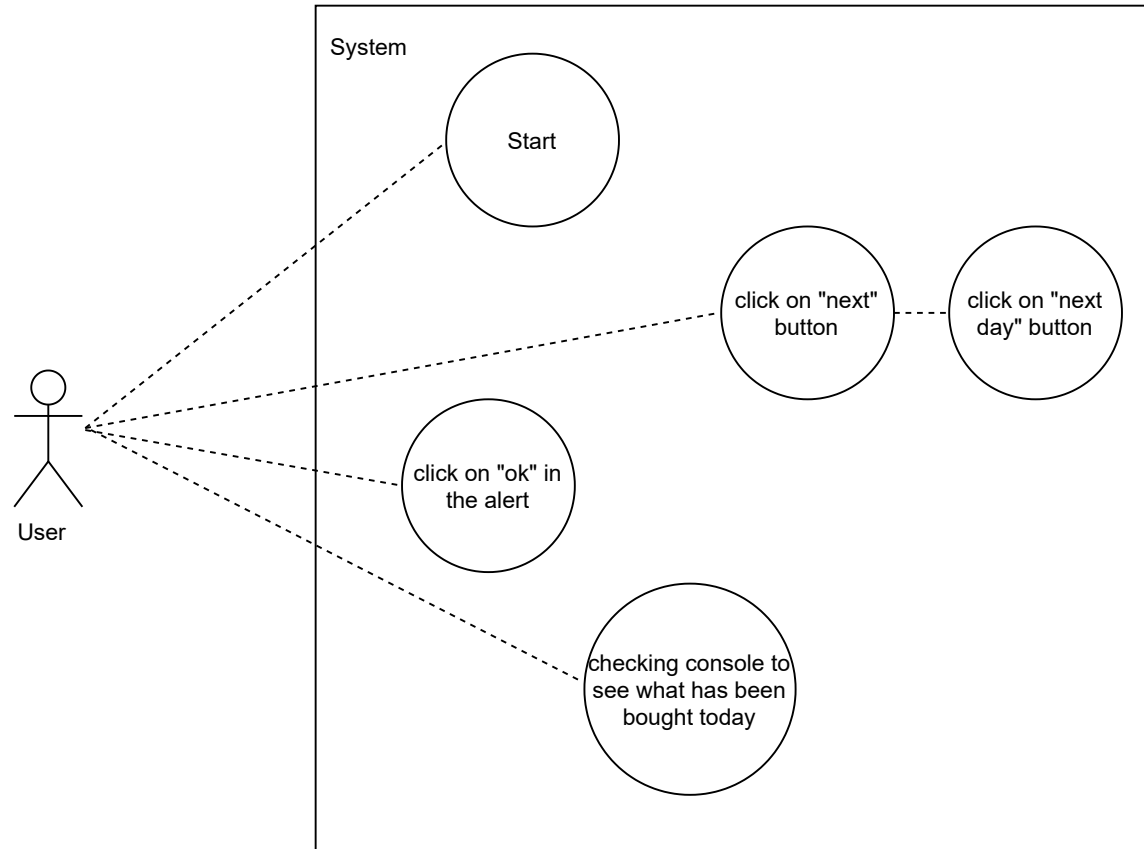 System
Start
click on "next"
button
click on "next
day" button
click on "ok" in
the alert
User
checking console to
see what has been
bought today